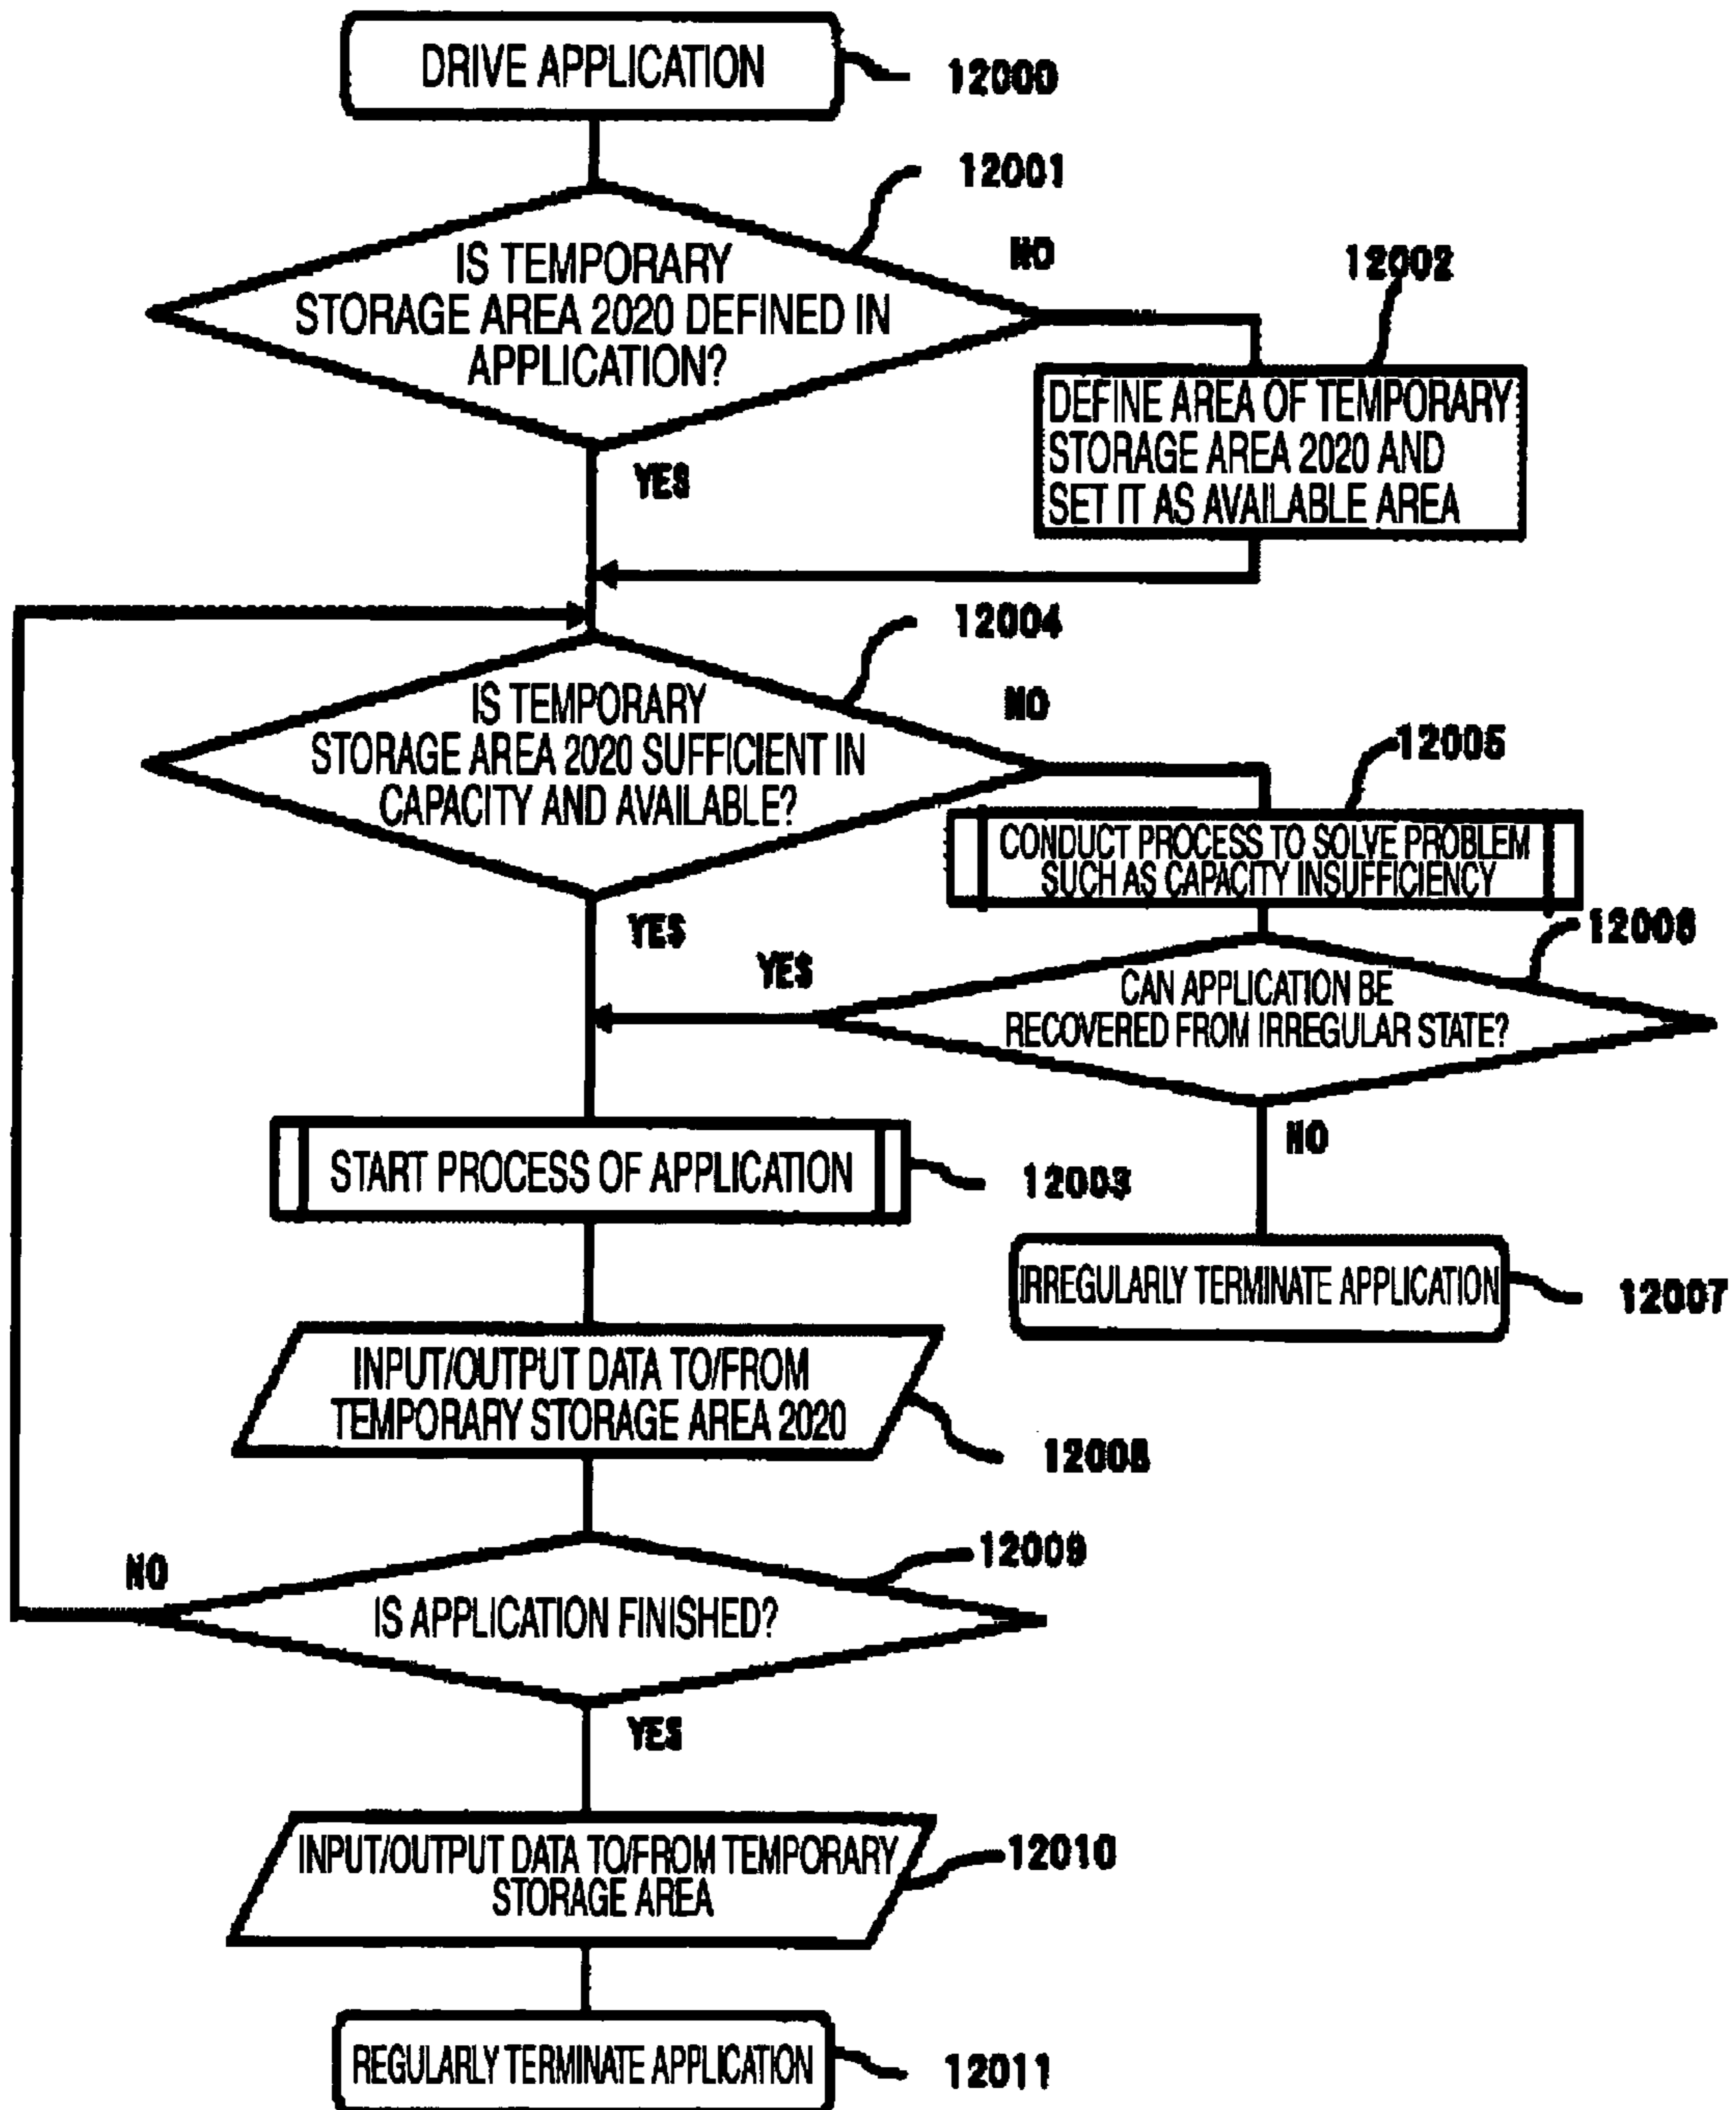 DRIVE APPLICATION
12000
12001
IS TEMPORARY
STORAGE AREA 2020 DEFINED IN
APPLICATION?
NO
12002
DEFINE AREA OF TEMPORARY
STORAGE AREA 2020 AND
SET IT AS AVAILABLE AREA
YES
12004
IS TEMPORARY
STORAGE AREA 2020 SUFFICIENT IN
CAPACITY AND AVAILABLE?
NO
12005
CONDUCT PROCESS TO SOLVE PROBLEM
SUCH AS CAPACITY INSUFFICIENCY
YES
12006
YES
CAN APPLICATION BE
RECOVERED FROM IRREGULAR STATE?
NO
START PROCESS OF APPLICATION
12003
IRREGULARLY TERMINATE APPLICATION
12007
INPUT/OUTPUT DATA TO/FROM
TEMPORARY STORAGE AREA 2020
12008
12009
NO
IS APPLICATION FINISHED?
YES
INPUT/OUTPUT DATA TO/FROM TEMPORARY
STORAGE AREA
12010
REGULARLY TERMINATE APPLICATION
12011